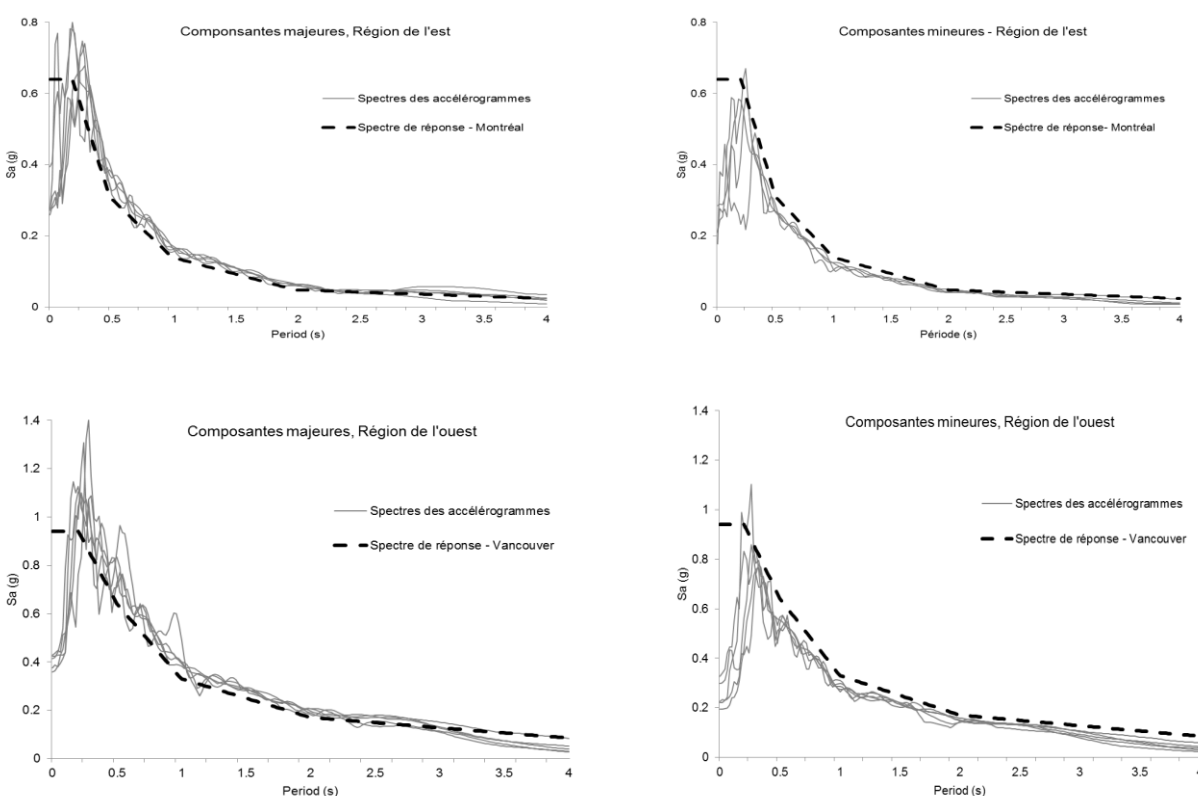 Componsantes majeures, Région de l'est
Sa (g)
0.8
0.6
0.4
0.2
0
Spectres des accélérogrammes
Spectre de réponse - Montréal
0 0.5 1 1.5 2 2.5 3 3.5 4
Period (s)
Composantes mineures - Région de l'est
Sa (g)
0.8
0.6
0.4
0.2
0
Spectres des accélérogrammes
Spéctre de réponse- Montréal
0 0.5 1 1.5 2 2.5 3 3.5 4
Période (s)
Composantes majeures, Région de l'ouest
Sa (g)
1.4
1.2
1
0.8
0.6
0.4
0.2
0
Spectres des accélérogrammes
Spectre de réponse - Vancouver
0 0.5 1 1.5 2 2.5 3 3.5 4
Period (s)
Composantes mineures, Région de l'ouest
Sa (g)
1.4
1.2
1
0.8
0.6
0.4
0.2
0
Spectres des accélérogrammes
Spectre de réponse - Vancouver
0 0.5 1 1.5 2 2.5 3 3.5 4
Period (s)